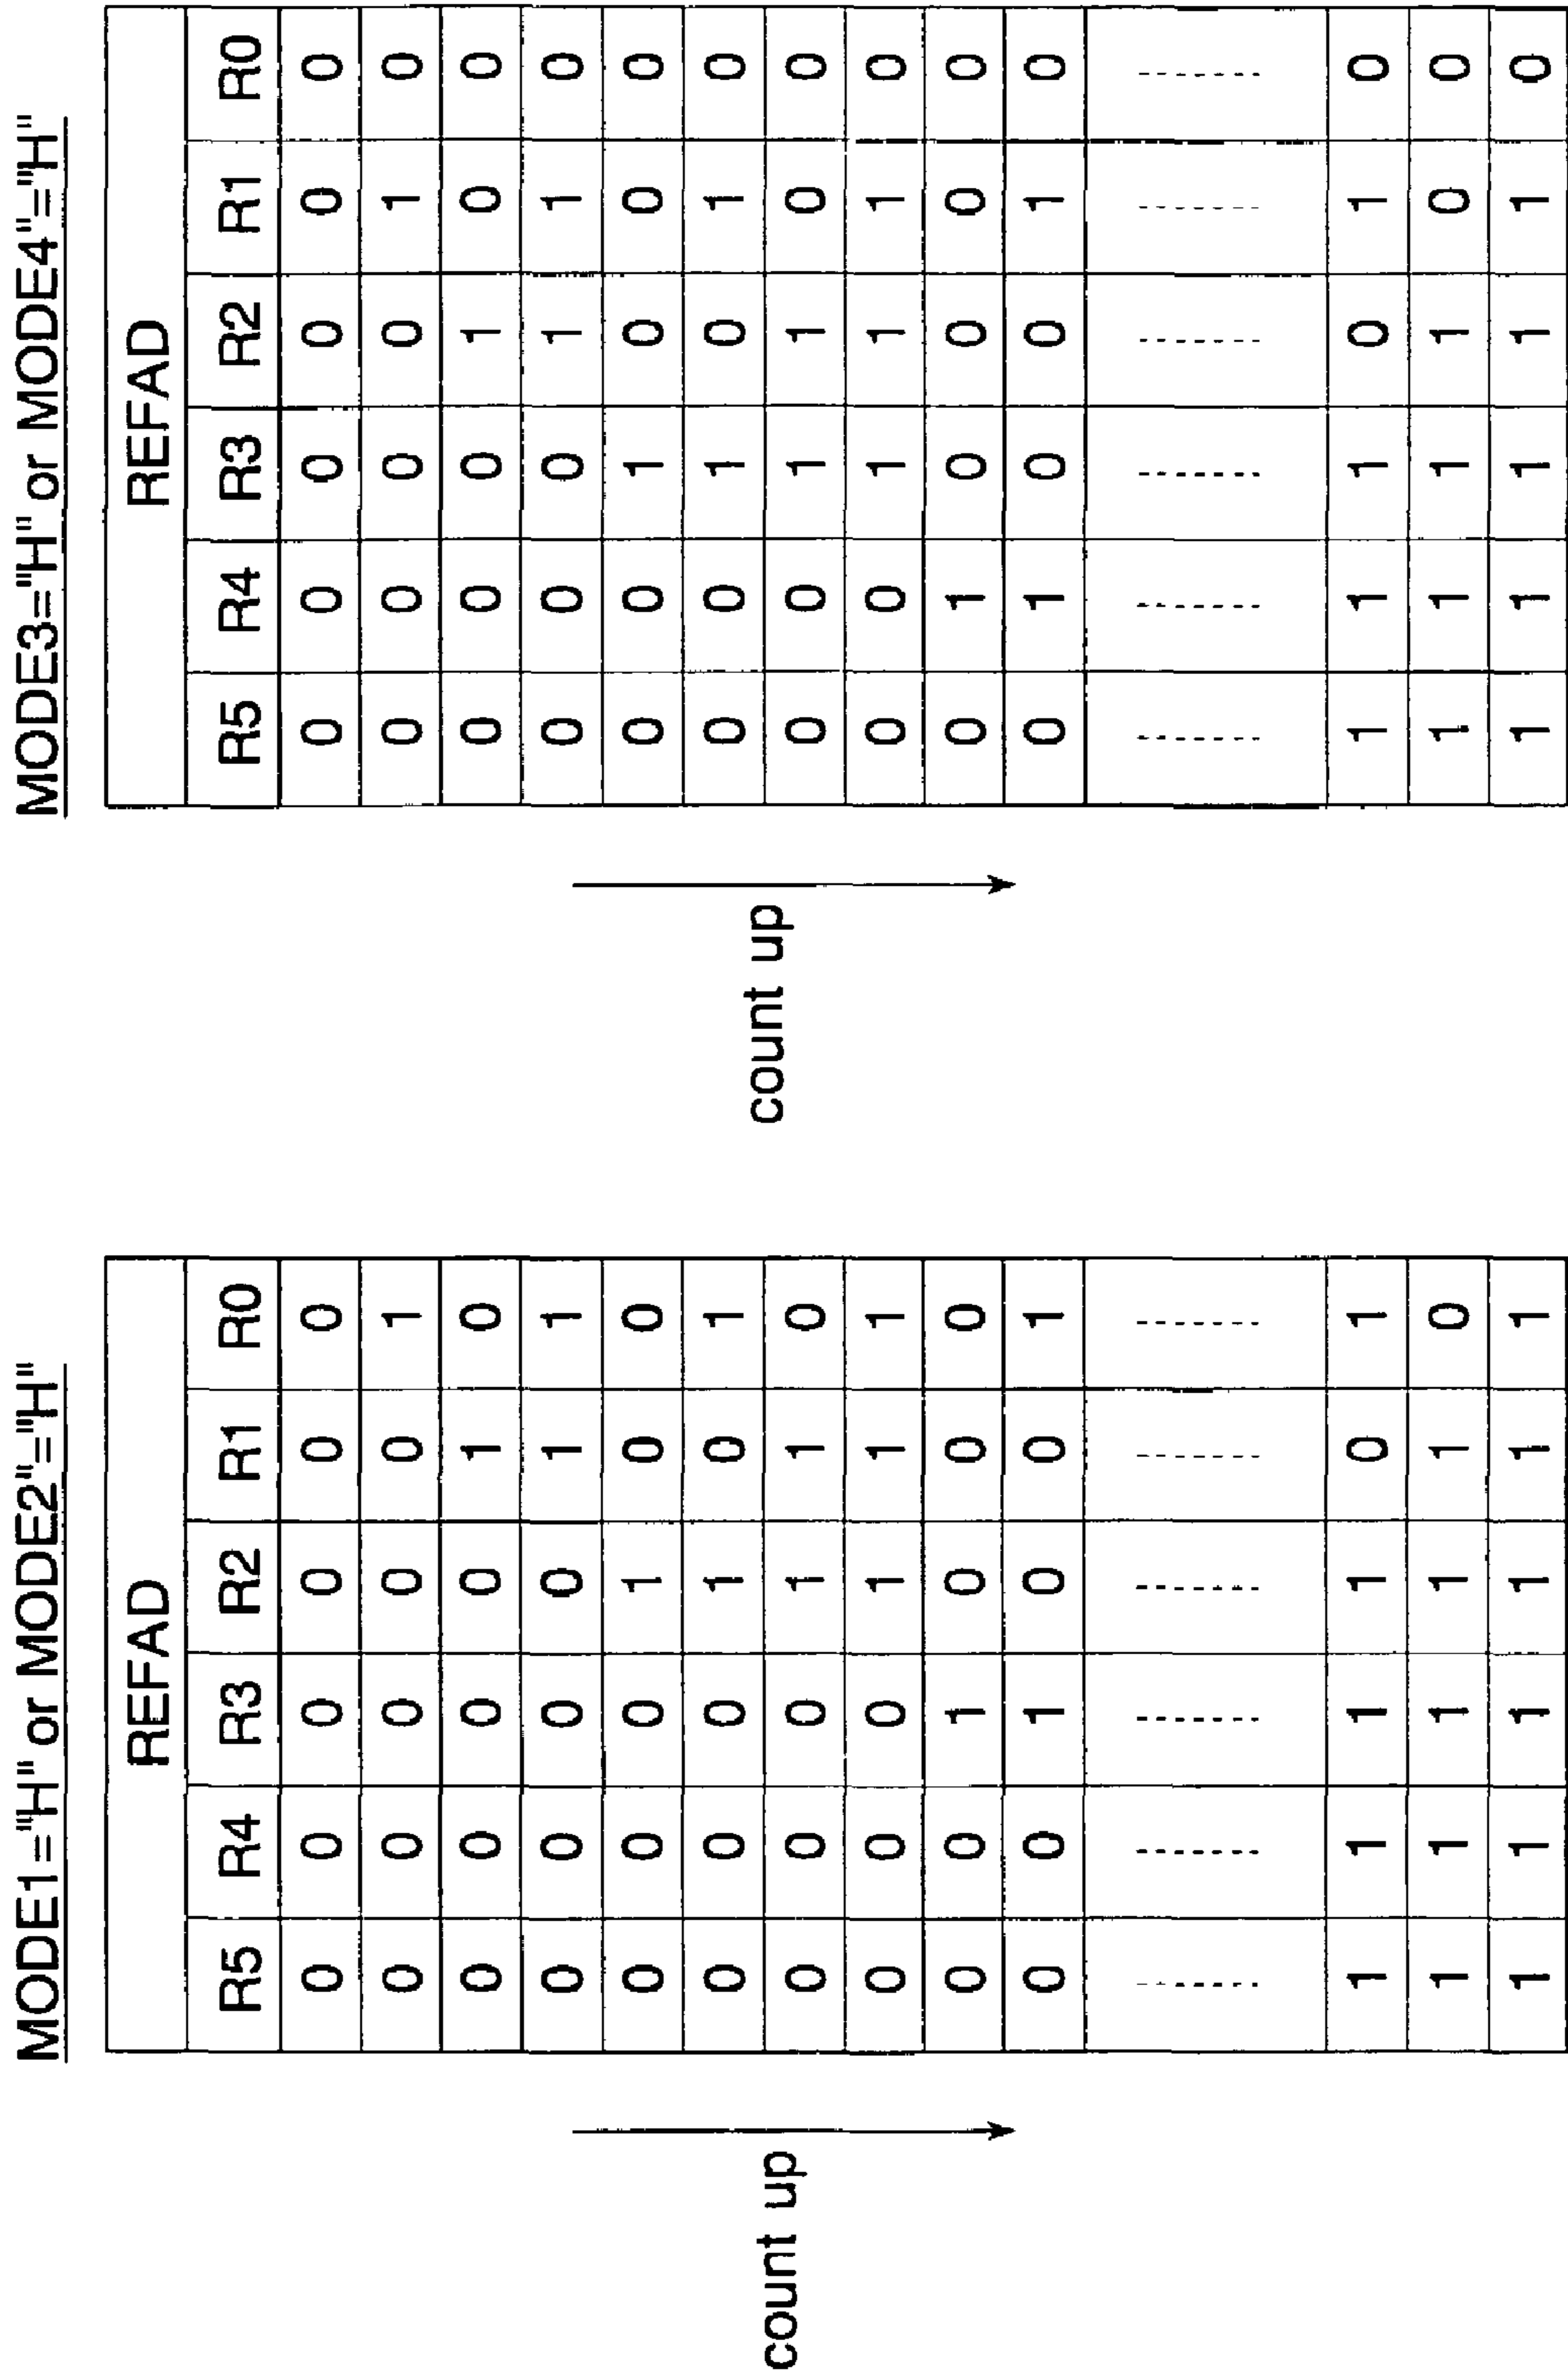 MODE1="H" or MODE2"="H"
REFAD
R5 R4 R3 R2 R1 R0
0 0 0 0 0 0
0 0 0 0 0 1
0 0 0 0 1 0
0 0 0 0 1 1
0 0 0 1 0 0
0 0 0 1 0 1
0 0 0 1 1 0
0 0 0 1 1 1
0 0 1 0 0 0
0 0 1 0 0 1
1 1 1 1 0 1
1 1 1 1 1 0
1 1 1 1 1 1
count up
MODE3="H" or MODE4"="H"
REFAD
R5 R4 R3 R2 R1 R0
0 0 0 0 0 0
0 0 0 0 1 0
0 0 0 1 0 0
0 0 0 1 1 0
0 0 1 0 0 0
0 0 1 0 1 0
0 0 1 1 0 0
0 0 1 1 1 0
0 1 0 0 0 0
0 1 0 0 1 0
1 1 1 0 1 0
1 1 1 1 0 0
1 1 1 1 1 0
count up